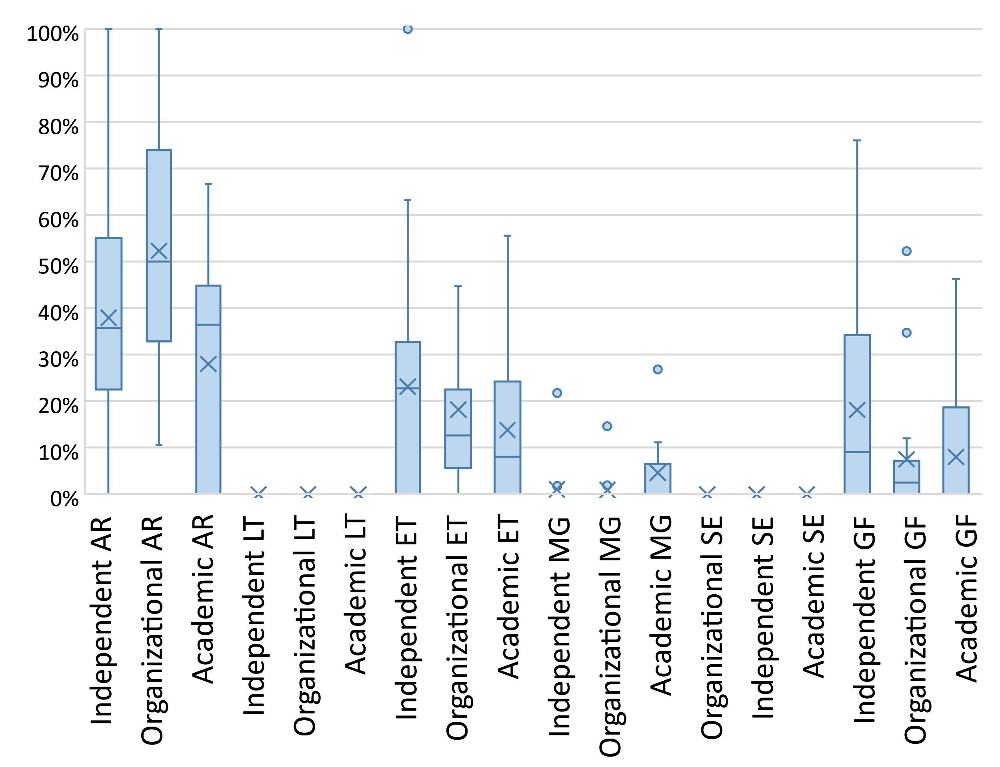 100%
90%
80%
70%
60%
50%
40%
30%
20%
10%
0%
Independent AR
Organizational AR
Academic AR
Independent LT
Organizational LT
Academic LT
Independent ET
Organizational ET
Academic ET
Independent MG
Organizational MG
Academic MG
Organizational SE
Independent SE
Academic SE
Independent GF
Organizational GF
Academic GF